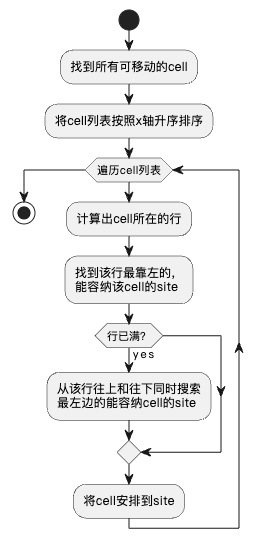 找到所有可移动的cell
将cell列表按照x轴升序排序
遍历cell列表
计算出cell所在的行
找到该行最靠左的，
能容纳该cell的site
行已满?
yes
从该行往上和往下同时搜索
最左边的能容纳cell的site
将cell安排到site